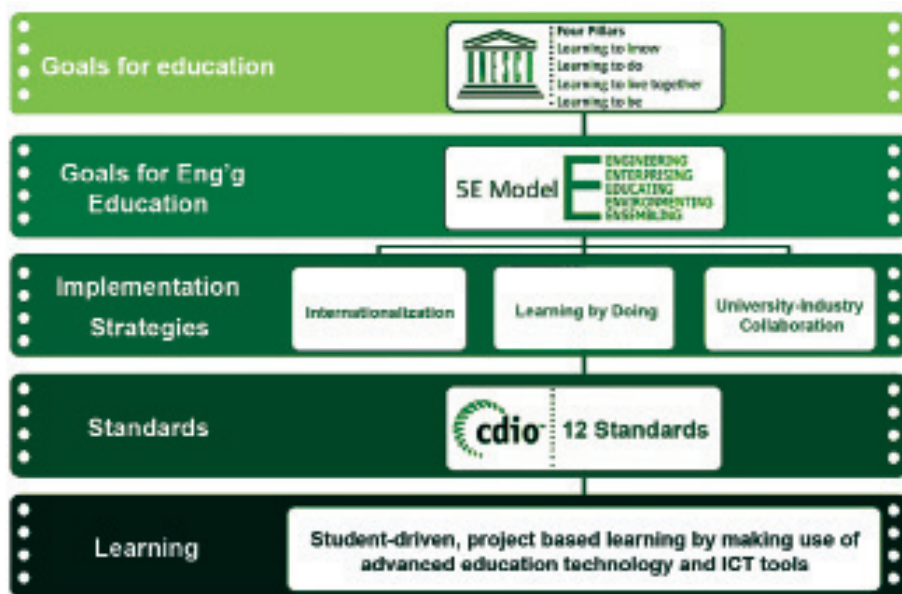 Goals for education
UNESCO
Four Pillars
Learning to know
Learning to do
Learning to live together
Learning to be
Goals for Eng'g
Education
5E Model
E
ENGINEERING
ENTERPRISING
EDUCATING
ENVIRONMENTING
ENSEMBLING
Implementation
Strategies
Internationalization
Learning by Doing
University-Industry
Collaboration
Standards
cdio™
12 Standards
Learning
Student-driven, project based learning by making use of
advanced education technology and ICT tools